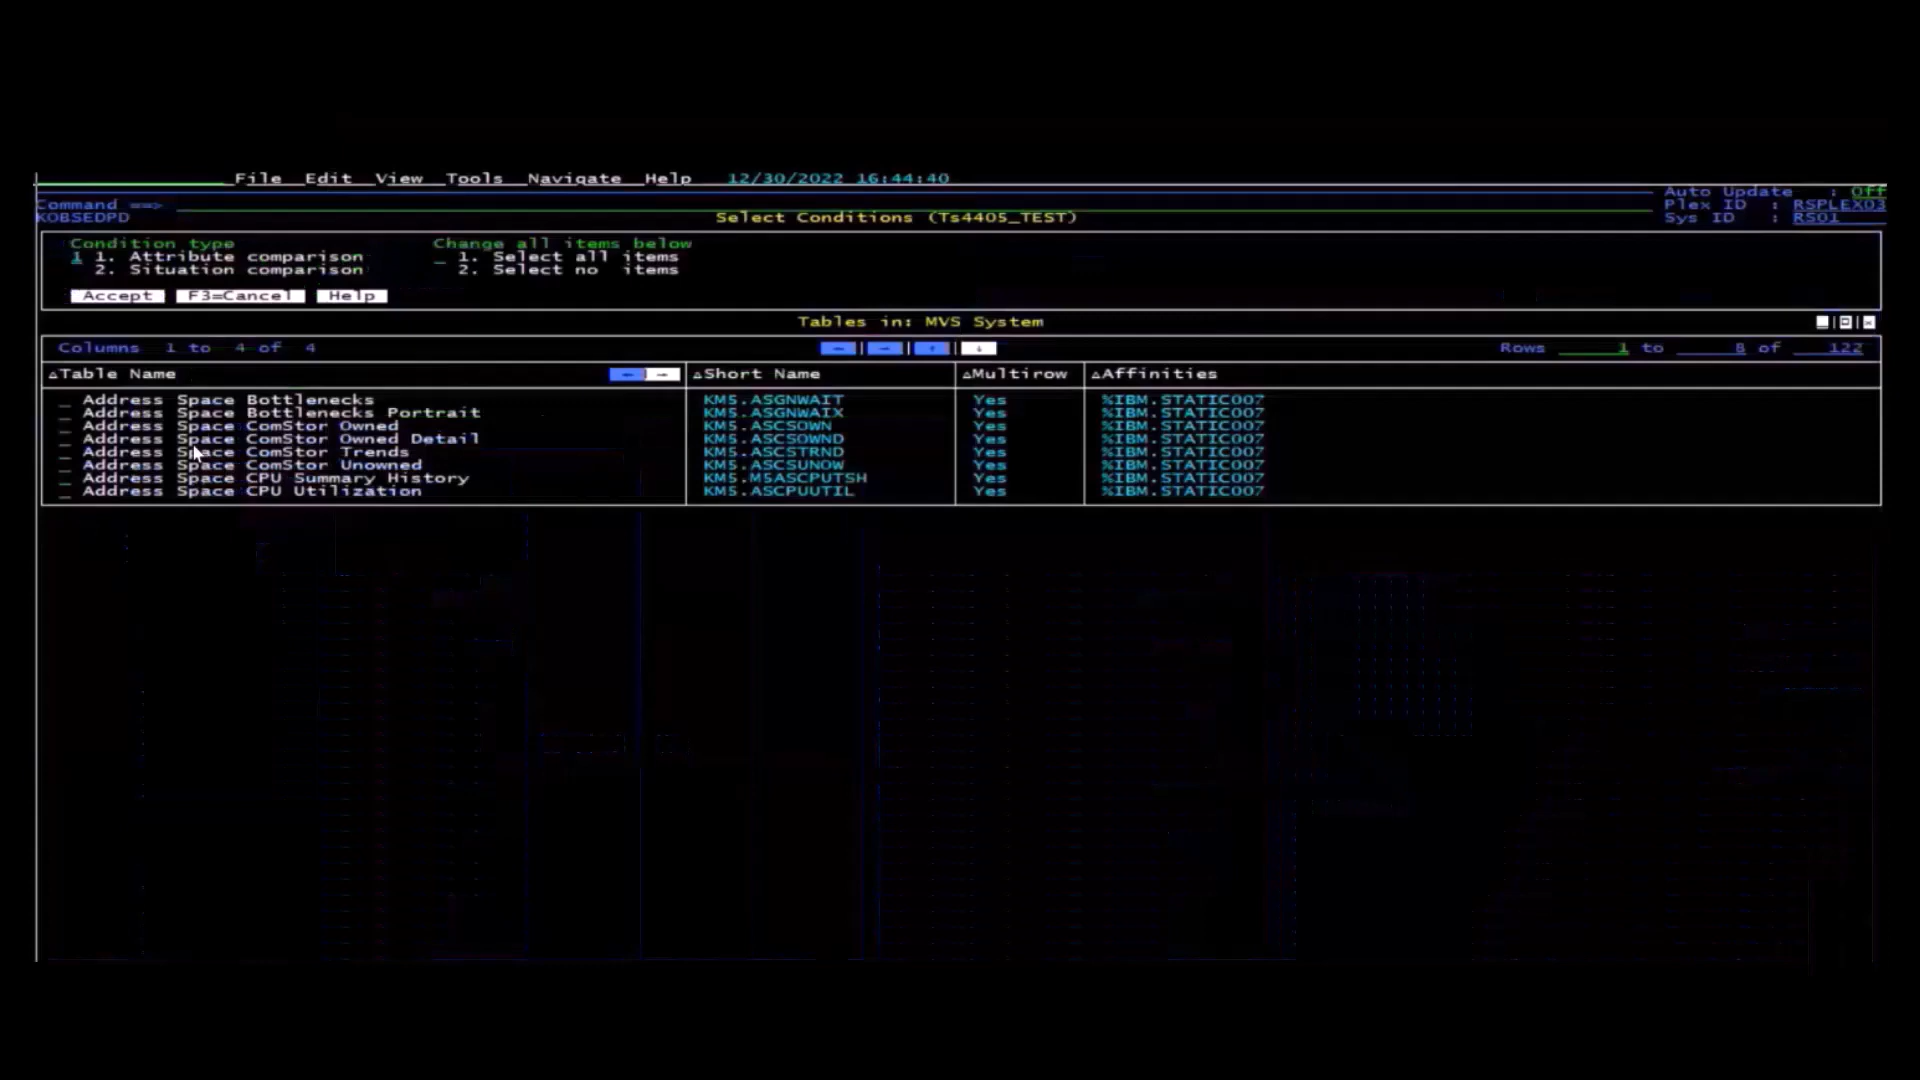 File Edit View Tools Navigate Help 12/30/2022 16:44:40
Auto Update : Off
Command ==> Plex ID : RSPLEX03
KOBSEDPD Select Conditions (Ts4405_TEST) Sys ID : RS01
Condition type Change all items below
1 1. Attribute comparison _ 1. Select all items
2. Situation comparison 2. Select no items
Accept F3=Cancel Help
Tables in: MVS System
Columns 1 to 4 of 4 Rows 1 to 8 of 122
△Table Name △Short Name △Multirow △Affinities
_ Address Space Bottlenecks KM5.ASGNWAIT Yes %IBM.STATIC007
_ Address Space Bottlenecks Portrait KM5.ASGNWAIX Yes %IBM.STATIC007
_ Address Space ComStor Owned KM5.ASCSOWN Yes %IBM.STATIC007
_ Address Space ComStor Owned Detail KM5.ASCSOWND Yes %IBM.STATIC007
_ Address Space ComStor Trends KM5.ASCSTRND Yes %IBM.STATIC007
_ Address Space ComStor Unowned KM5.ASCSUNOW Yes %IBM.STATIC007
_ Address Space CPU Summary History KM5.M5ASCPUTSH Yes %IBM.STATIC007
_ Address Space CPU Utilization KM5.ASCPUUTIL Yes %IBM.STATIC007